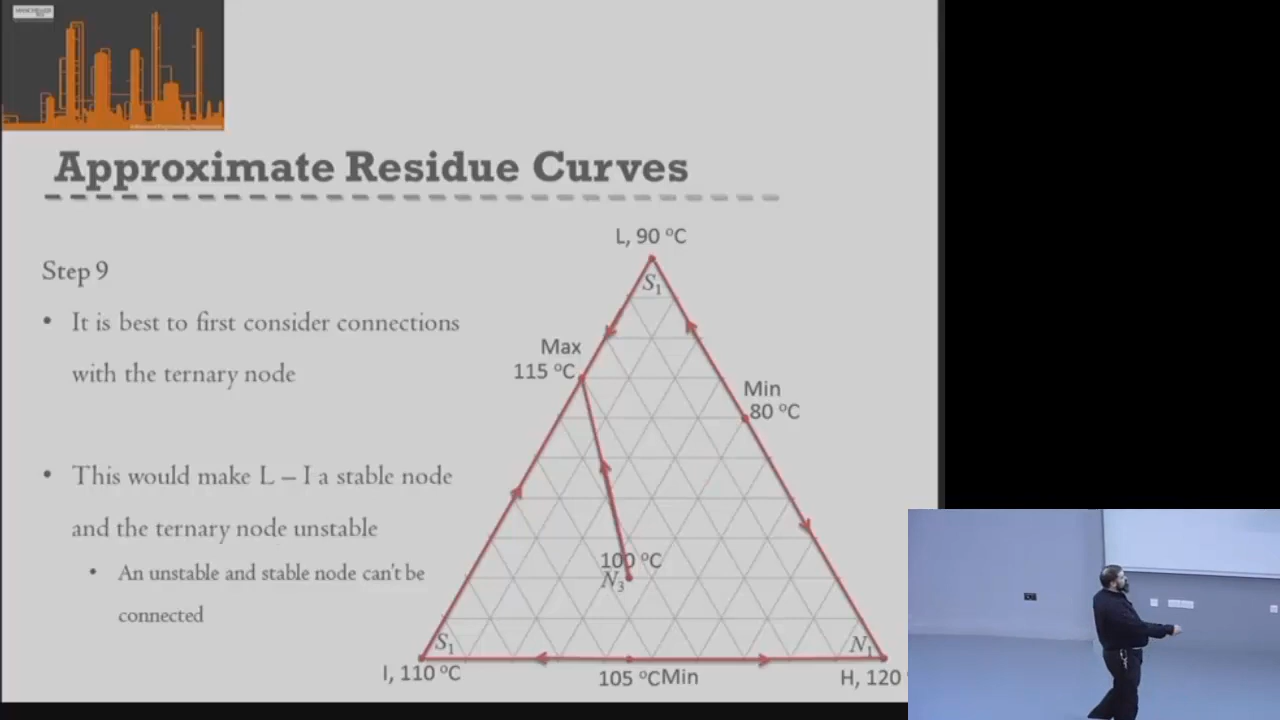 Approximate Residue Curves
Step 9
• It is best to first consider connections
with the ternary node
• This would make L – I a stable node
and the ternary node unstable
• An unstable and stable node can't be
connected
L, 90 °C
S1
Max
115 °C
Min
80 °C
100 °C
N3
S1
N1
I, 110 °C
105 °C Min
H, 120